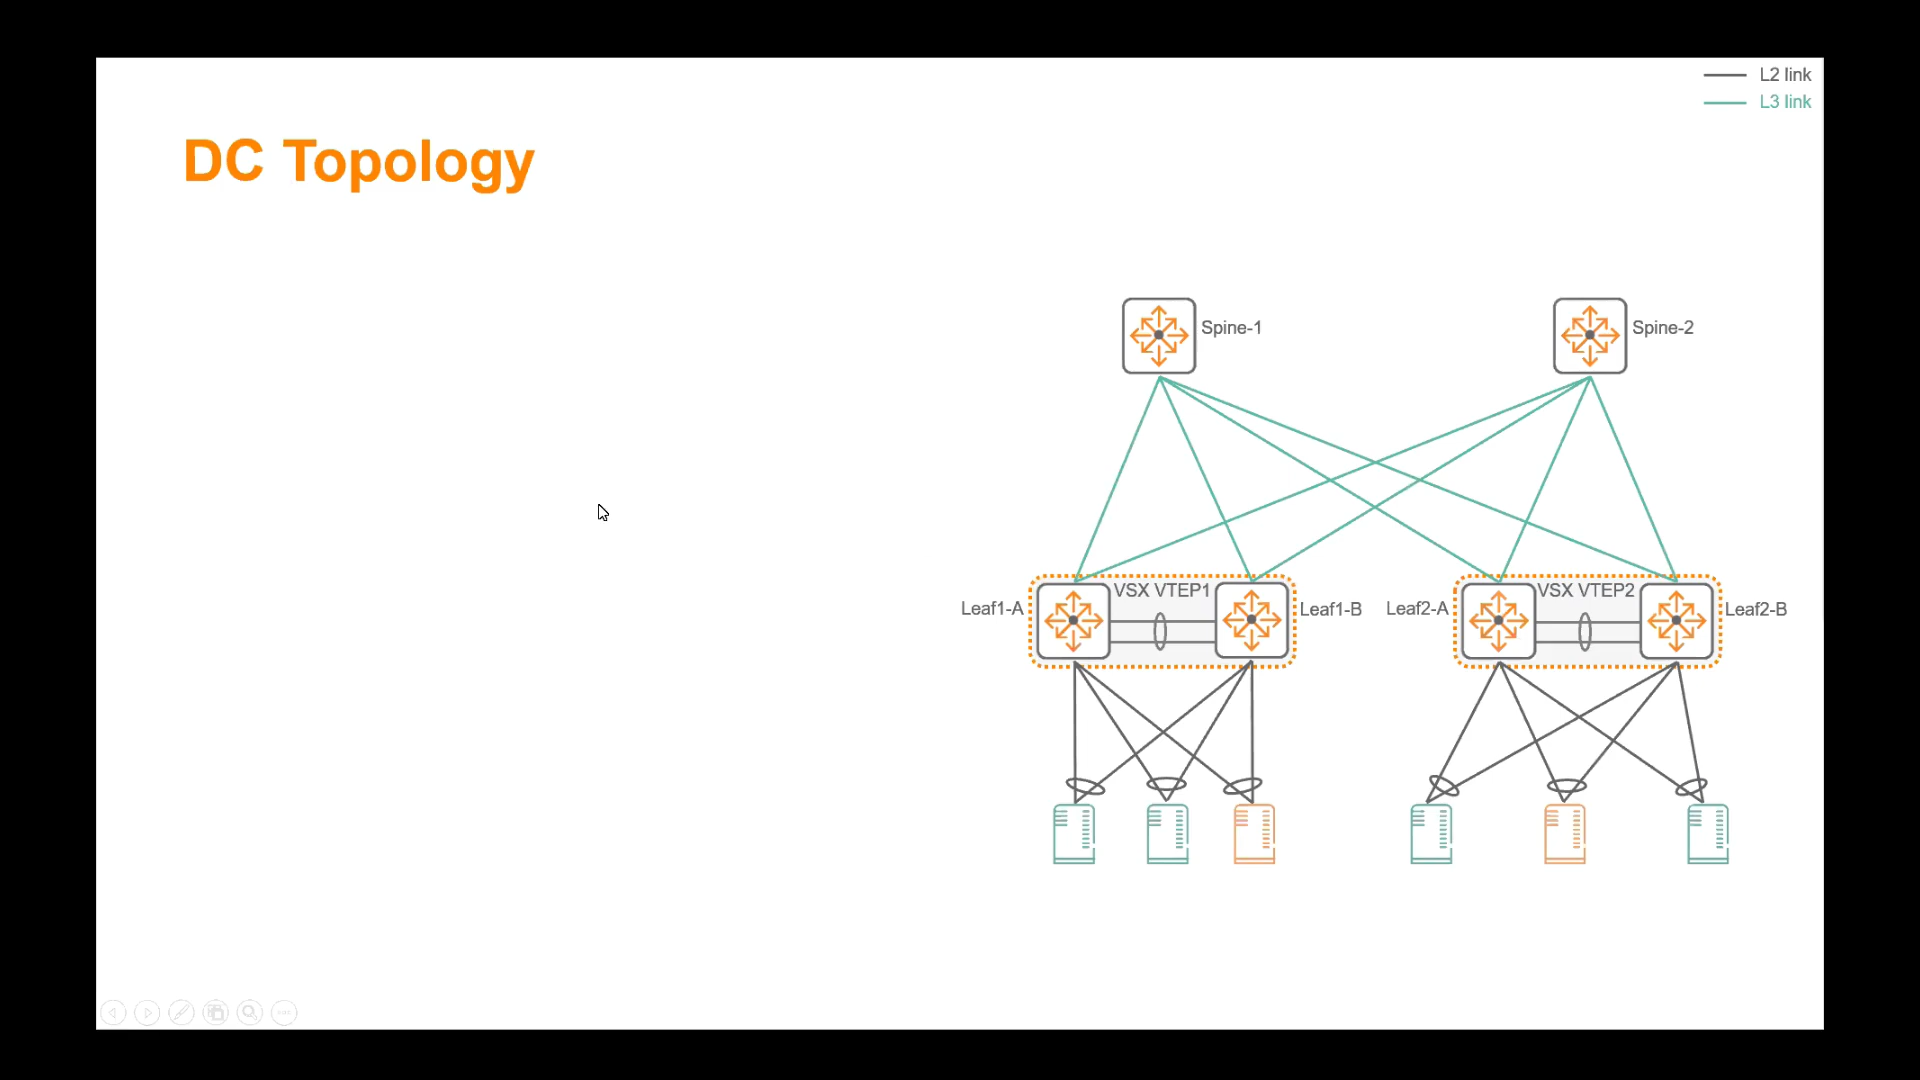 L2 link
L3 link
DC Topology
Spine-1
Spine-2
VSX VTEP1
VSX VTEP2
Leaf1-A
Leaf1-B
Leaf2-A
Leaf2-B